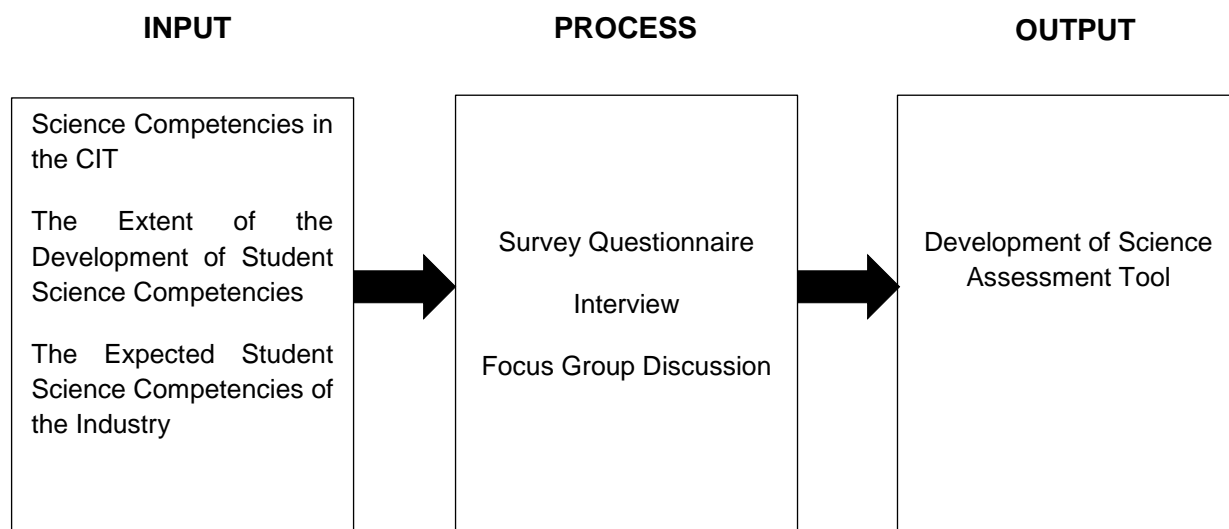 INPUT
PROCESS
OUTPUT
Science Competencies in
the CIT
The Extent of the
Development of Student
Science Competencies
The Expected Student
Science Competencies of
the Industry
Survey Questionnaire
Interview
Focus Group Discussion
Development of Science
Assessment Tool